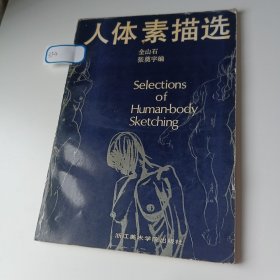 人体素描选
全山石
张奠宇编
Selections
of
Human-body
Sketching
浙江美术学院出版社